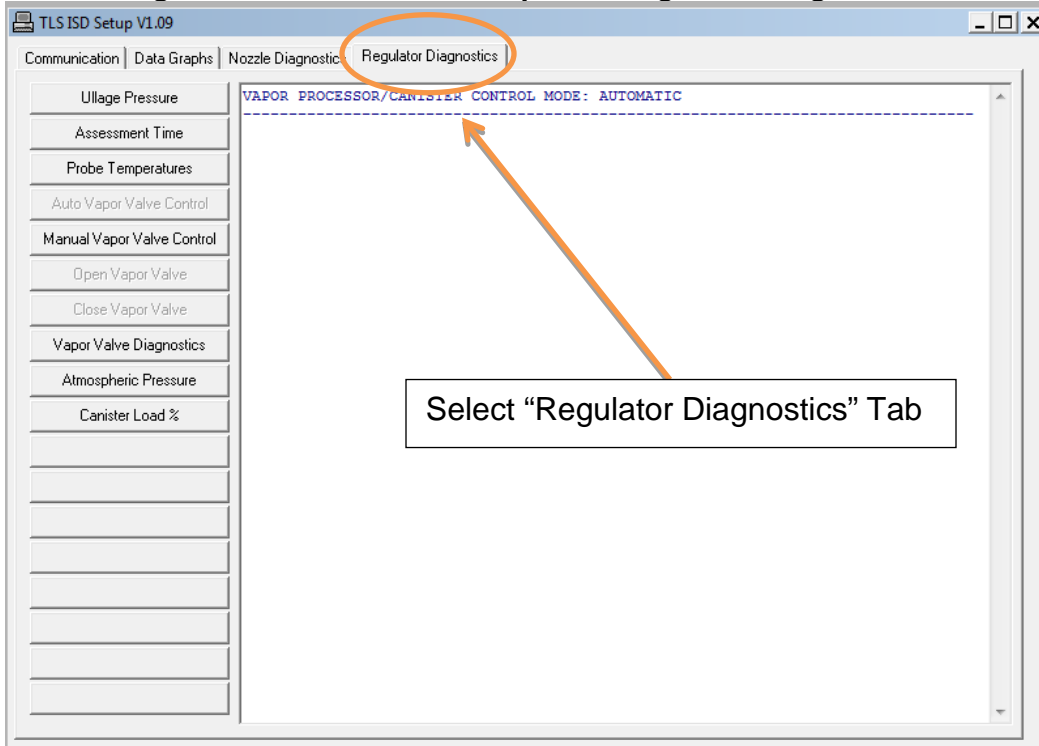 TLS ISD Setup V1.09
Communication Data Graphs Nozzle Diagnostics Regulator Diagnostics
Ullage Pressure
Assessment Time
Probe Temperatures
Auto Vapor Valve Control
Manual Vapor Valve Control
Open Vapor Valve
Close Vapor Valve
Vapor Valve Diagnostics
Atmospheric Pressure
Canister Load %
VAPOR PROCESSOR/CANISTER CONTROL MODE: AUTOMATIC
Select “Regulator Diagnostics” Tab